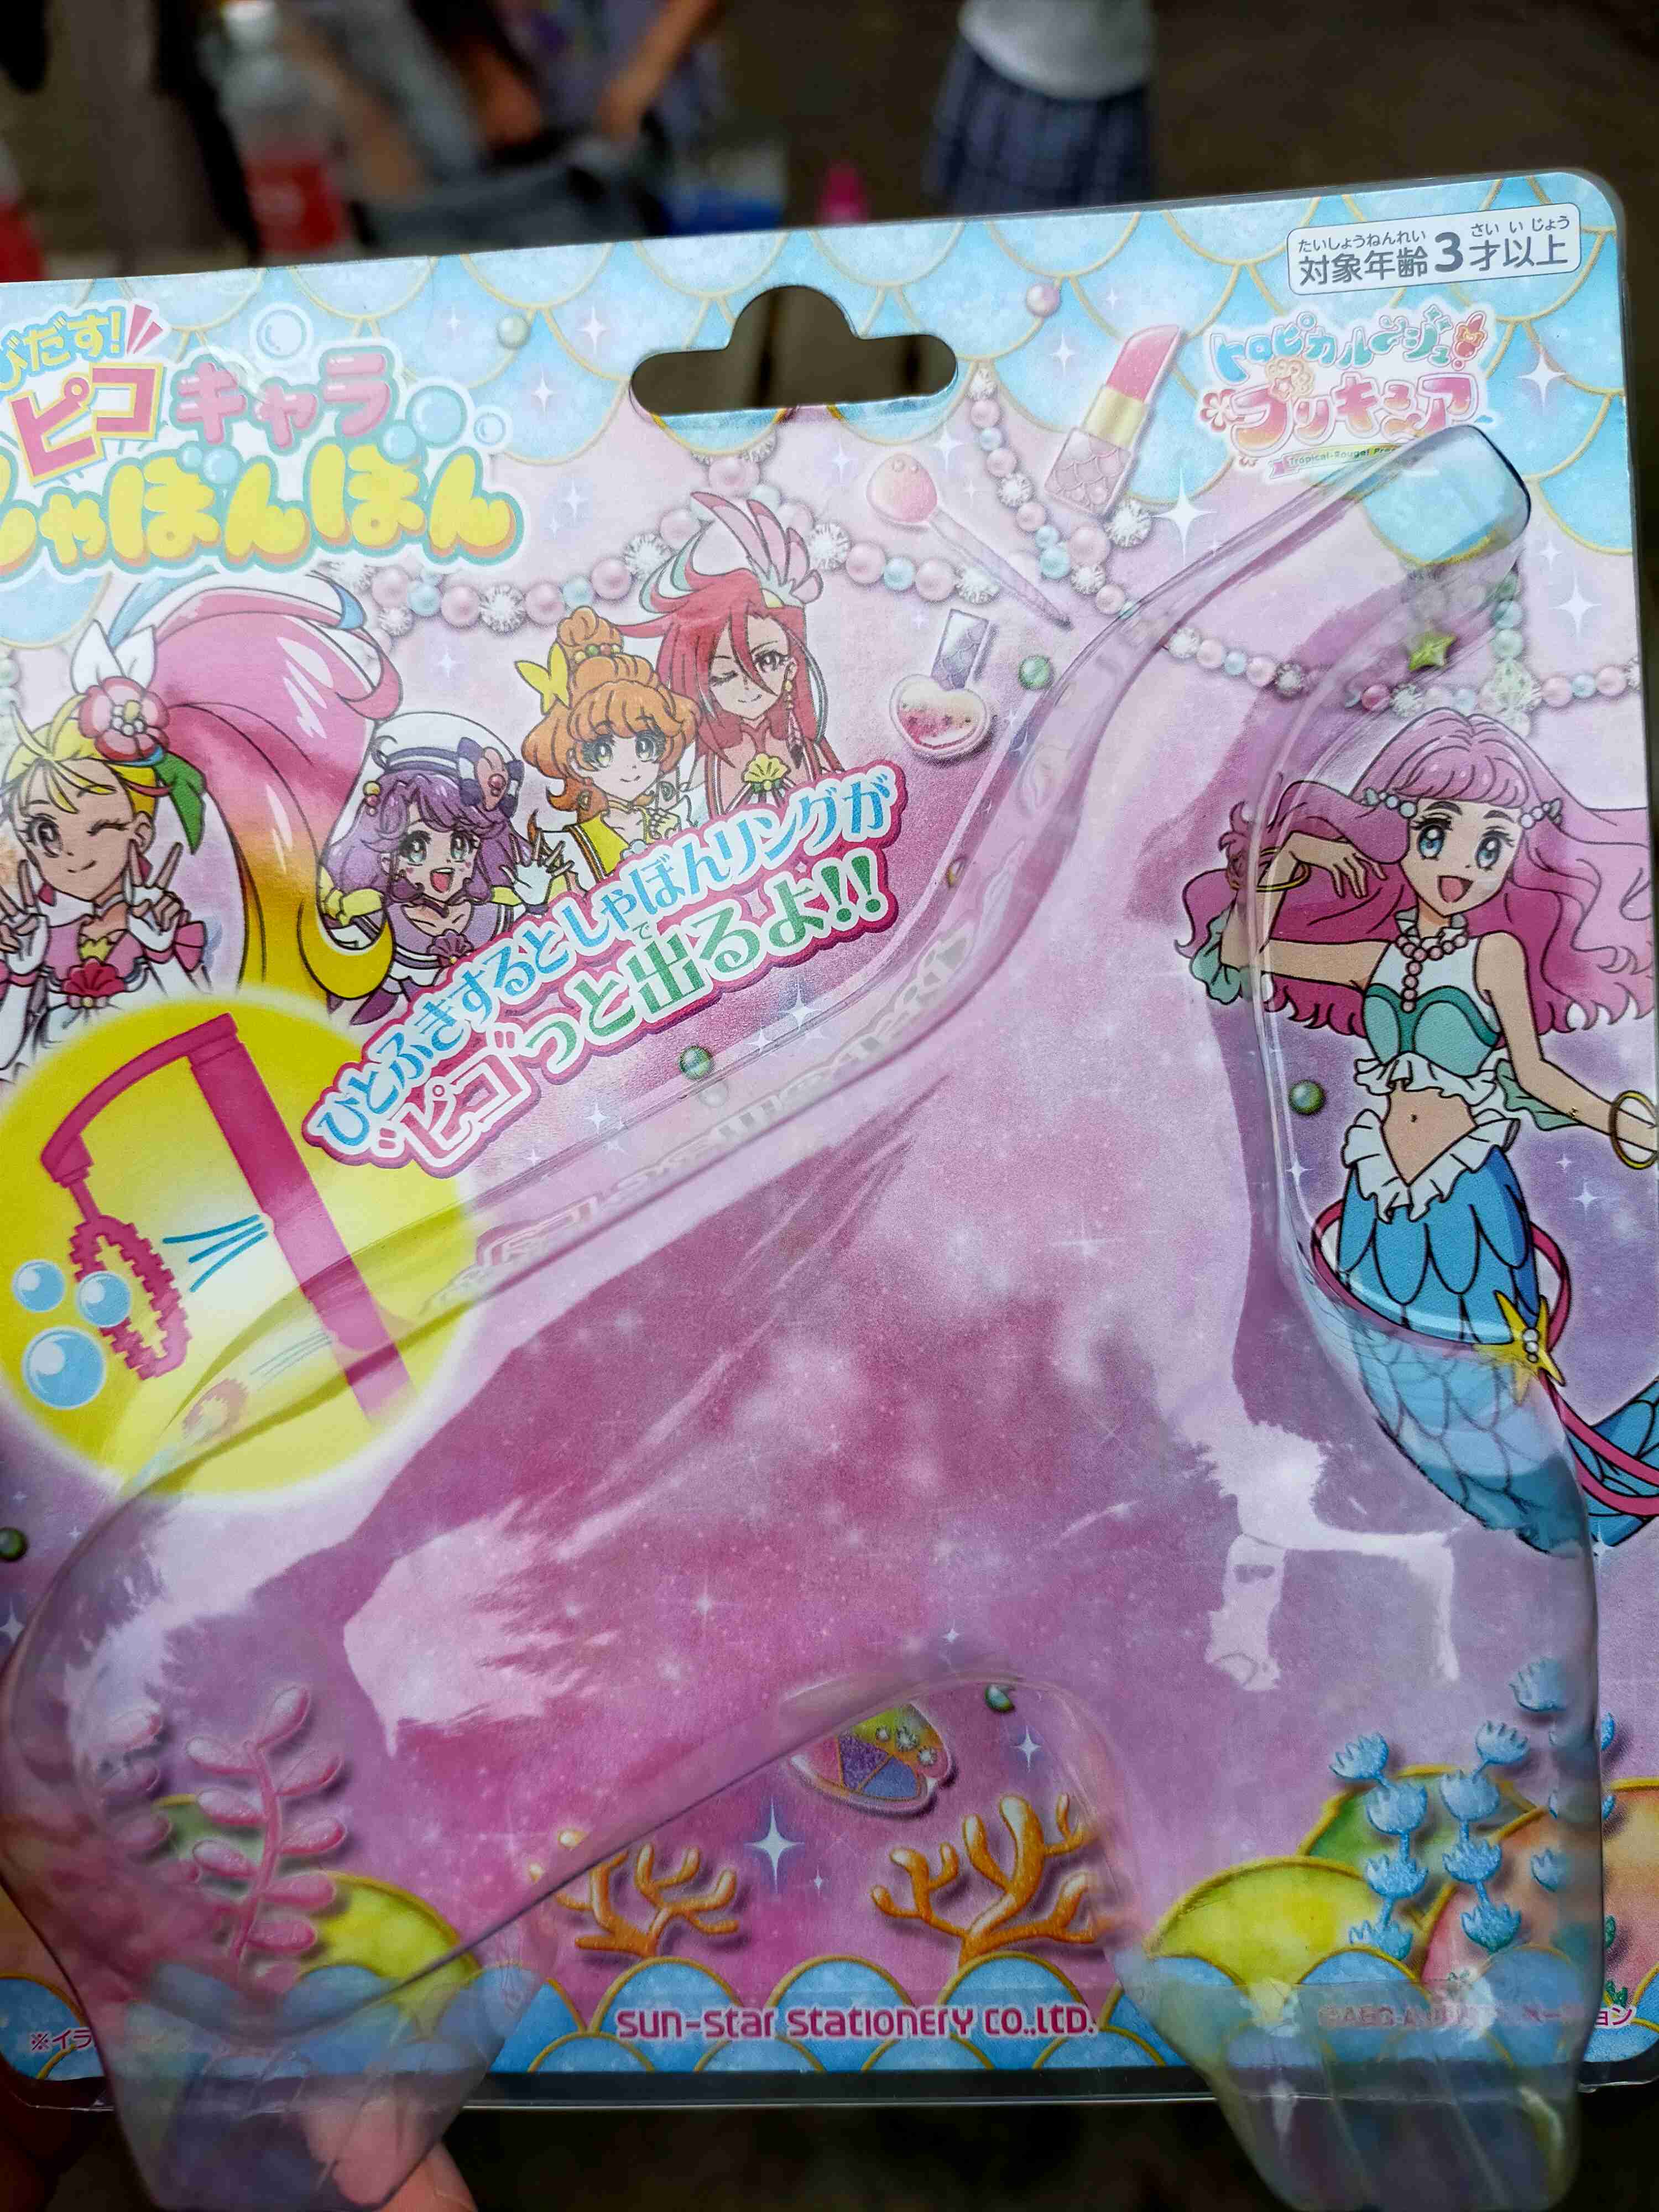 たいしょうねんれい さい い じょう
対象年齢3才以上
びだす!
ピコキャラ
しゃぼんぼん
トロピカル～ジュ!
プリキュア
Tropical-Rouge!
ひとふきするとしゃぼんリングが
で
"ピコ"っと出るよ!!
SUN-STAR STATIONERY CO.,LTD.
※イラ